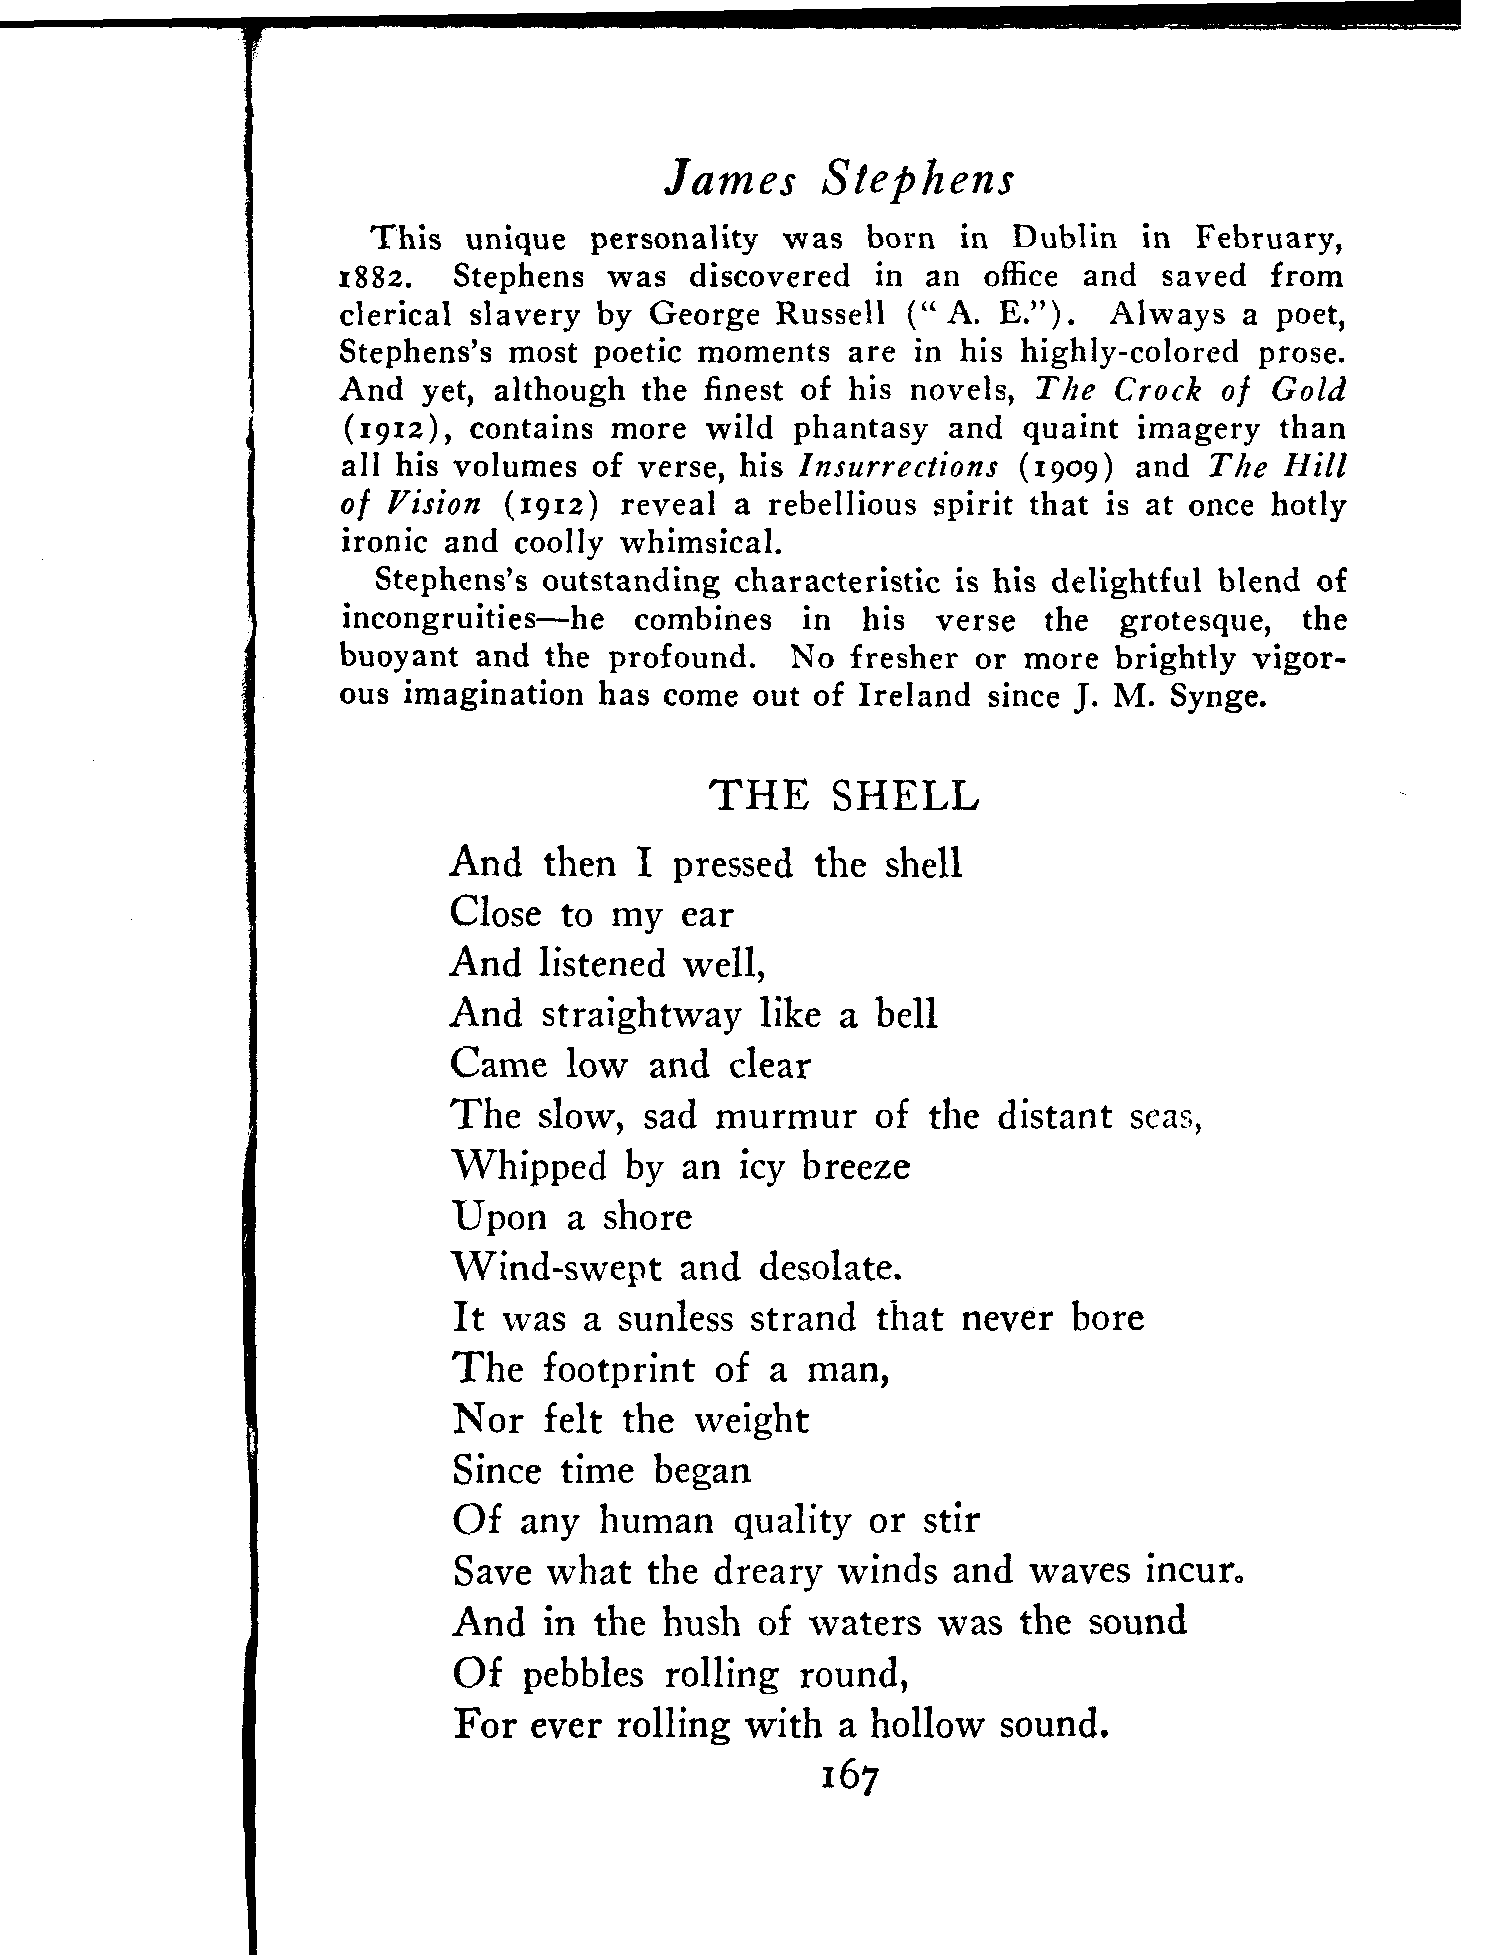 James Stephens
This unique personality was born in Dublin in February,
1882. Stephens was discovered in an office and saved from
clerical slavery by George Russell (“ A. E.”). Always a poet,
Stephens’s most poetic moments are in his highly-colored prose.
And yet, although the finest of his novels, The Crock of Gold
(1912), contains more wild phantasy and quaint imagery than
all his volumes of verse, his Insurrections (1909) and The Hill
of Vision (1912) reveal a rebellious spirit that is at once hotly
ironic and coolly whimsical.
Stephens’s outstanding characteristic is his delightful blend of
incongruities—he combines in his verse the grotesque, the
buoyant and the profound. No fresher or more brightly vigor-
ous imagination has come out of Ireland since J. M. Synge.
THE SHELL
And then I pressed the shell
Close to my ear
And listened well,
And straightway like a bell
Came low and clear
The slow, sad murmur of the distant seas,
Whipped by an icy breeze
Upon a shore
Wind-swept and desolate.
It was a sunless strand that never bore
The footprint of a man,
Nor felt the weight
Since time began
Of any human quality or stir
Save what the dreary winds and waves incur.
And in the hush of waters was the sound
Of pebbles rolling round,
For ever rolling with a hollow sound.
167